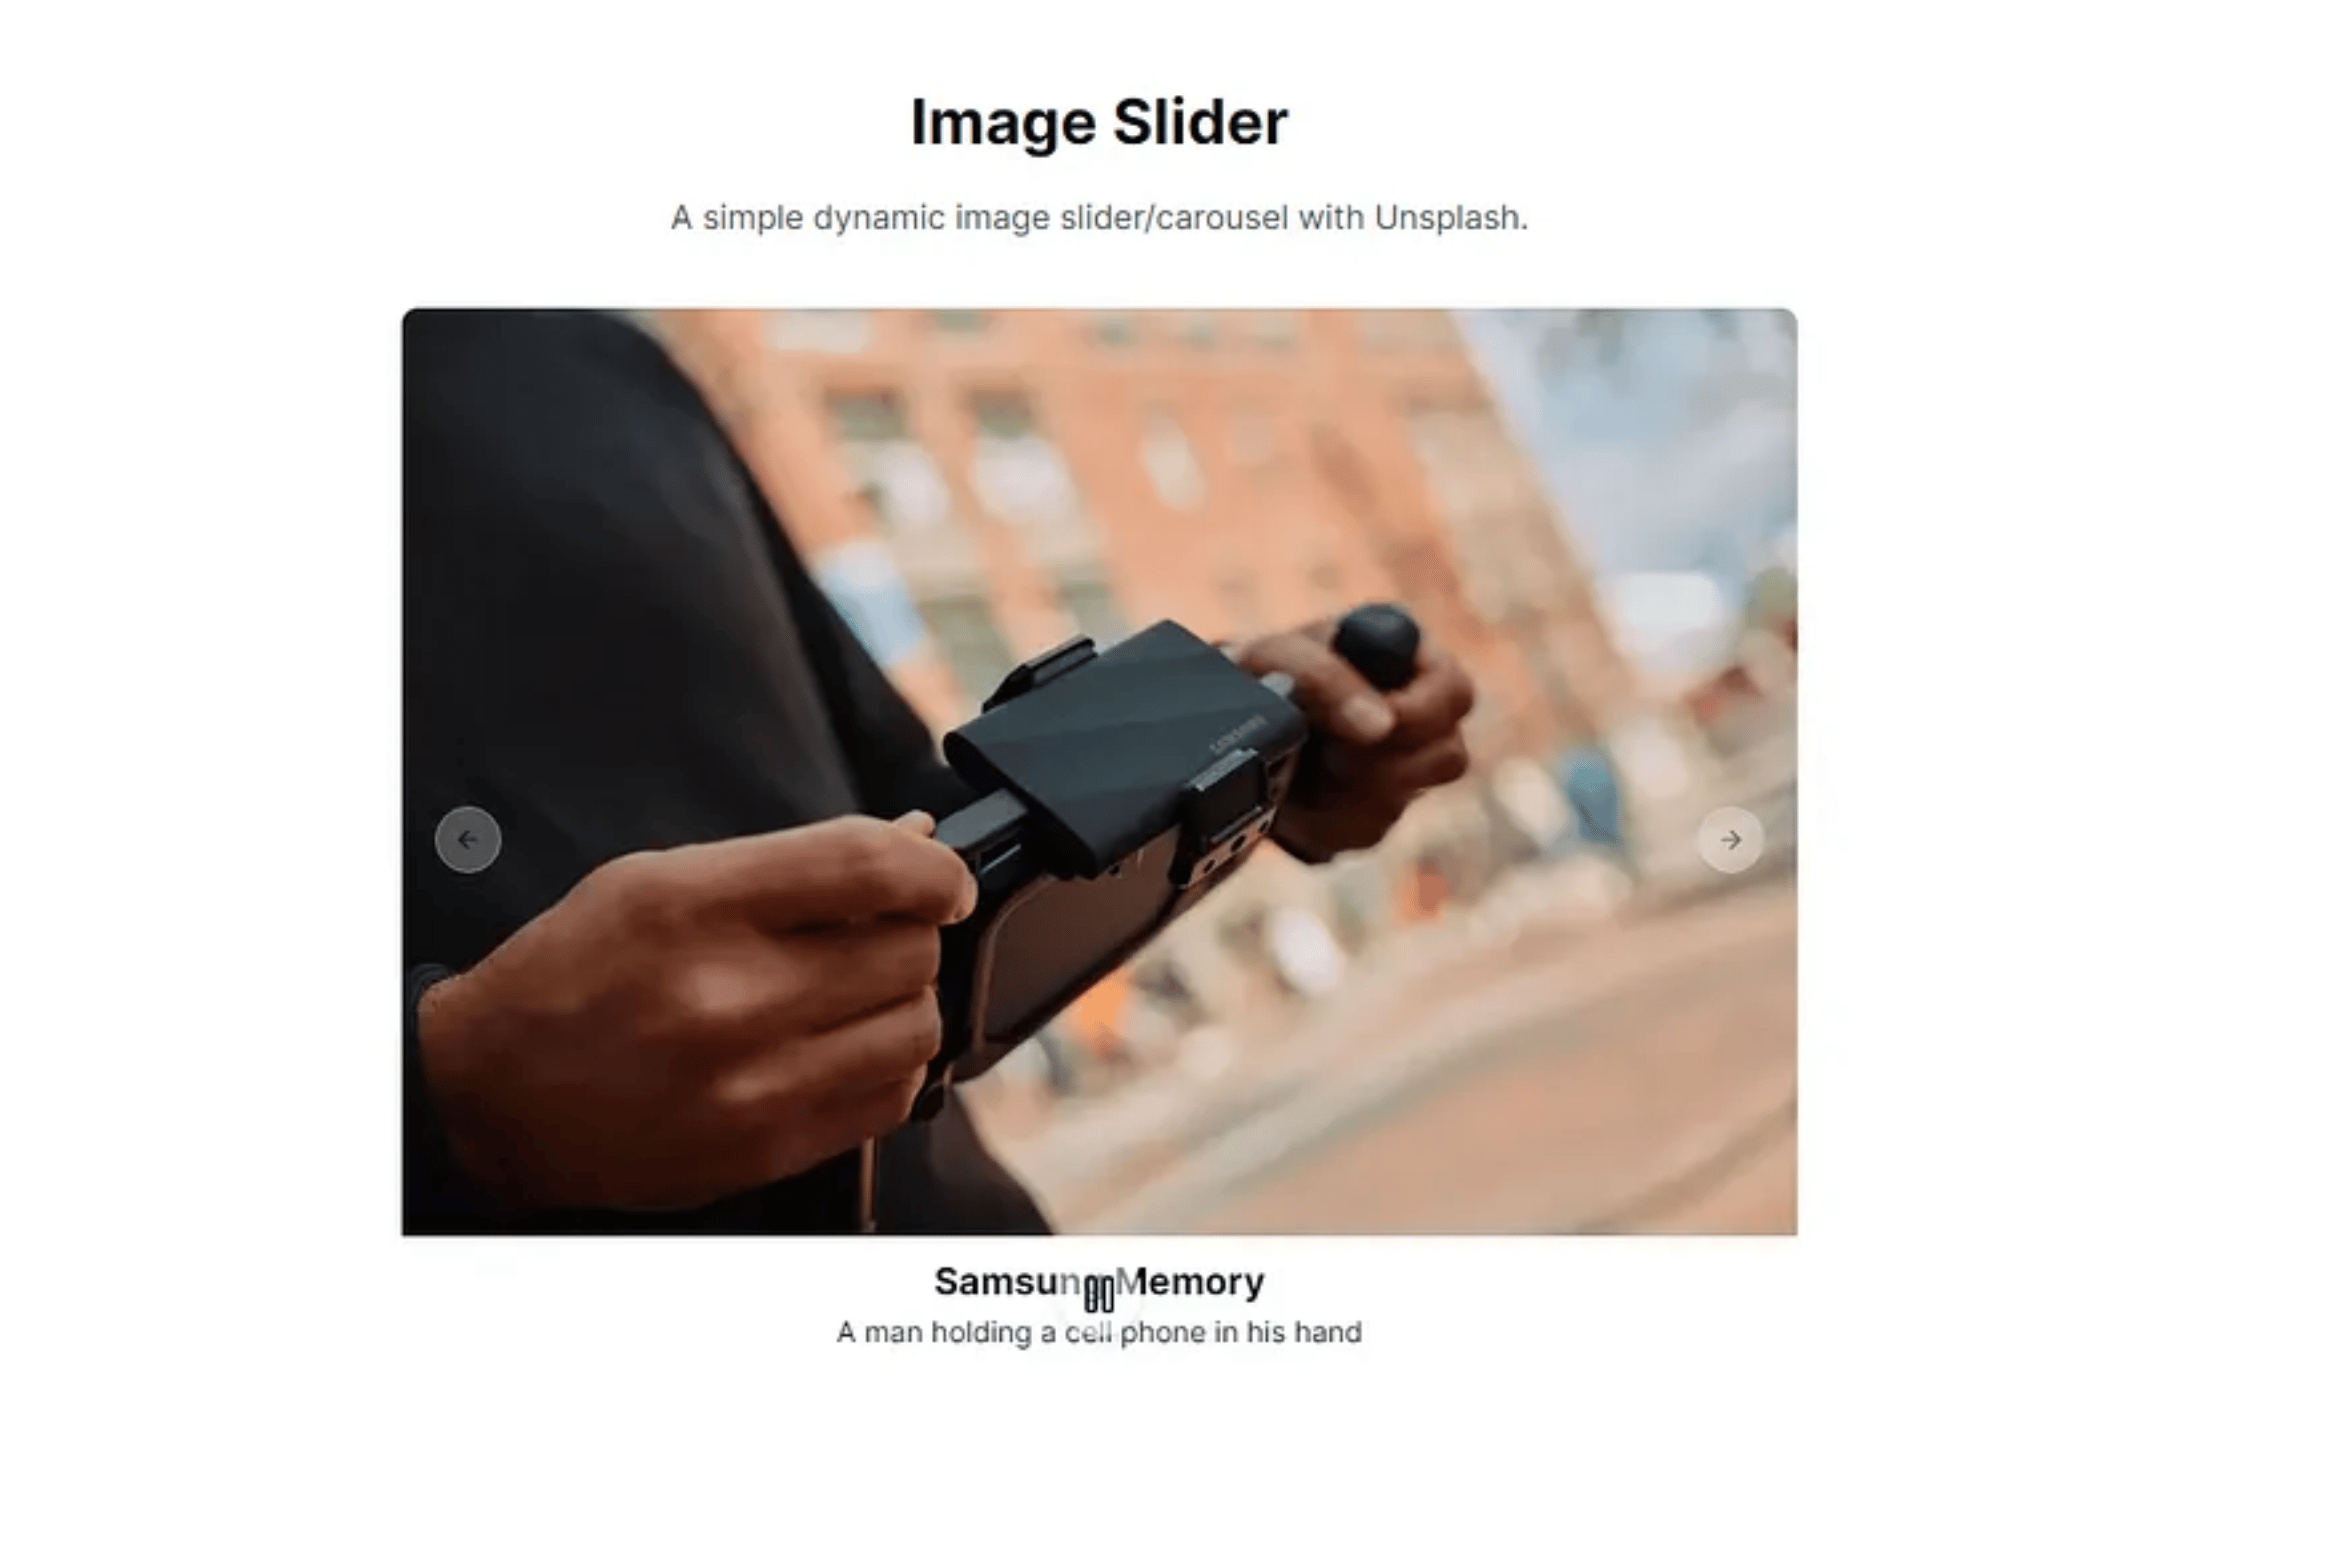 Image Slider
A simple dynamic image slider/carousel with Unsplash.
SAMSUNG
Samsung Memory
A man holding a cell phone in his hand